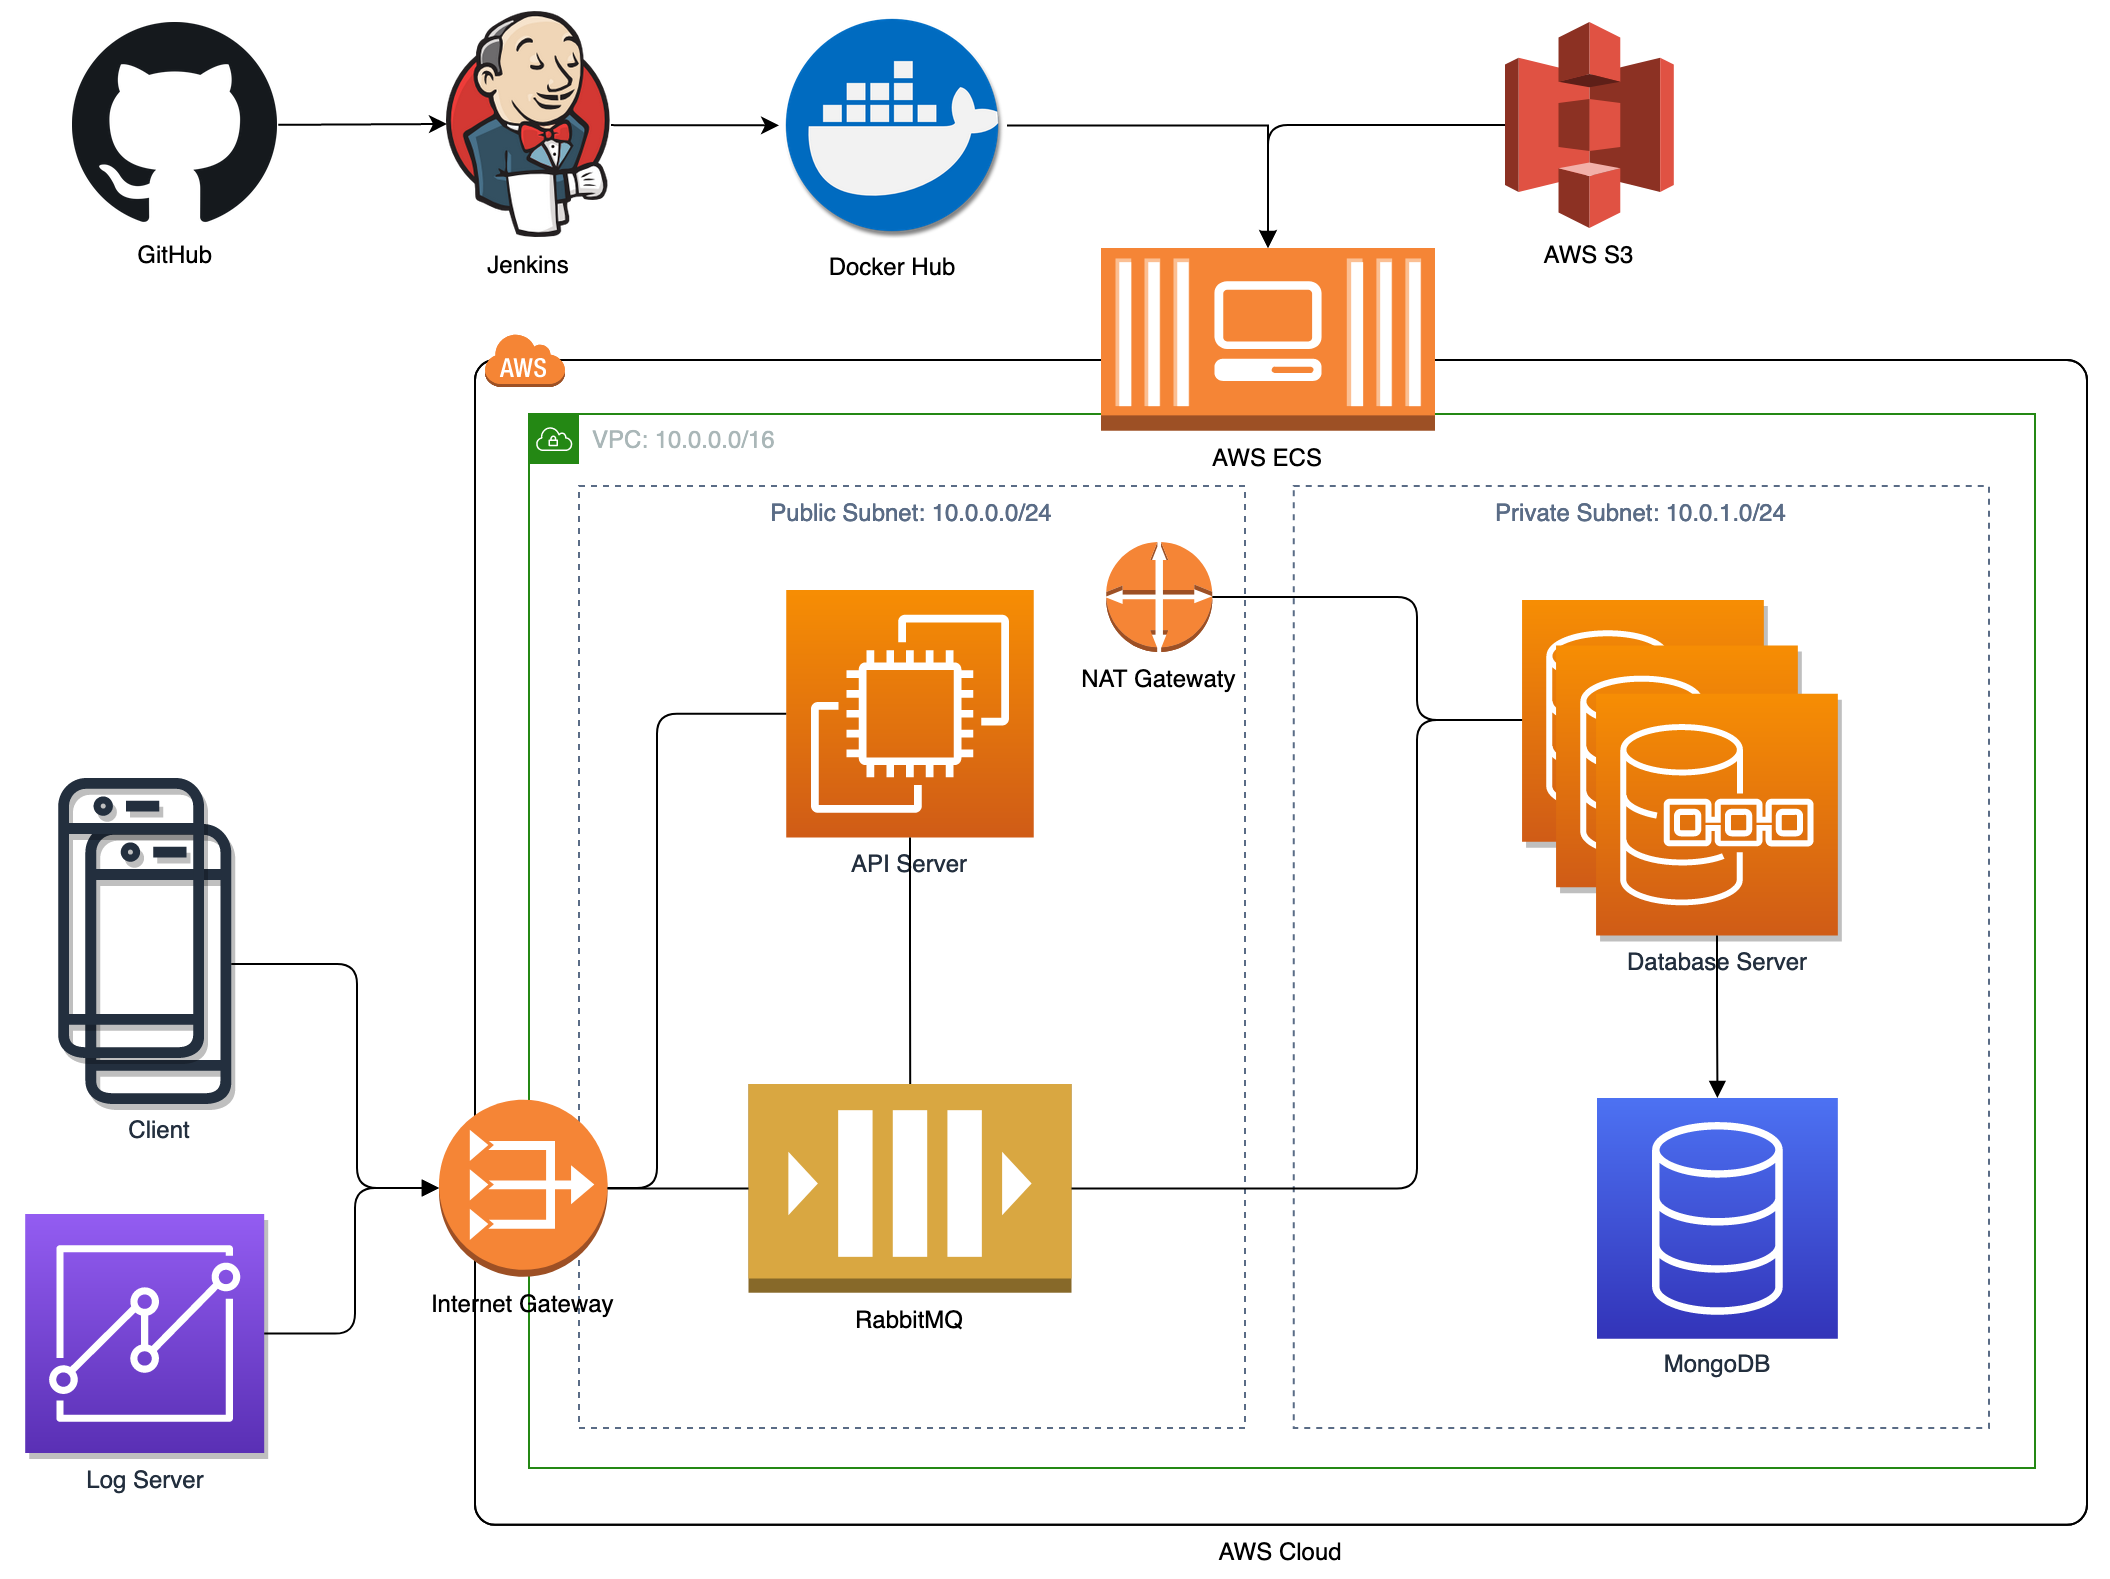 GitHub
Jenkins
Docker Hub
AWS S3
AWS
AWS ECS
VPC: 10.0.0.0/16
Public Subnet: 10.0.0.0/24
Private Subnet: 10.0.1.0/24
NAT Gatewaty
API Server
Database Server
Client
Internet Gateway
RabbitMQ
MongoDB
Log Server
AWS Cloud